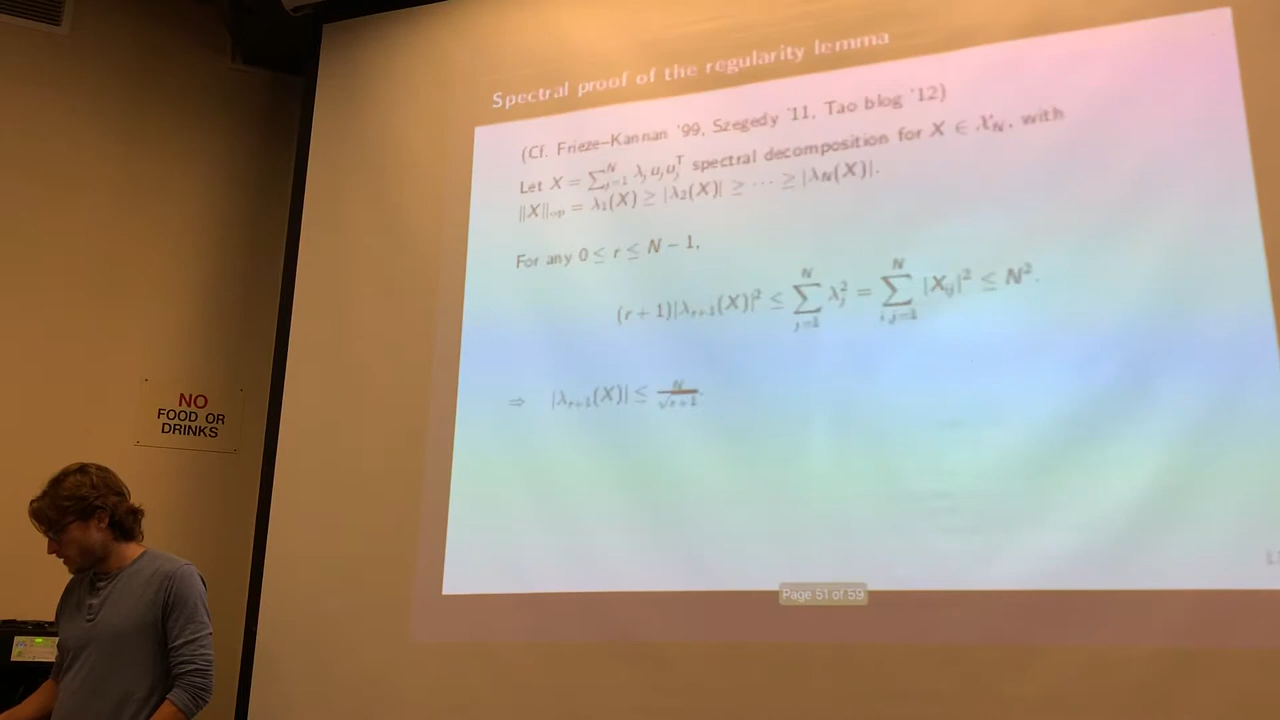 Spectral proof of the regularity lemma
(Cf. Frieze–Kannan '99, Szegedy '11, Tao blog '12)
Let X = ∑_{j=1}^N λ_j u_j u_j^T spectral decomposition for X ∈ 𝒳_N, with
‖X‖_op = λ_1(X) ≥ |λ_2(X)| ≥ ⋯ ≥ |λ_N(X)|.
For any 0 ≤ r ≤ N − 1,
(r + 1)|λ_{r+1}(X)|^2 ≤ ∑_{j=1}^N λ_j^2 = ∑_{i,j=1}^N |X_{ij}|^2 ≤ N^2.
⇒ |λ_{r+1}(X)| ≤ N/√(r+1).
Page 51 of 59
NO
FOOD OR
DRINKS